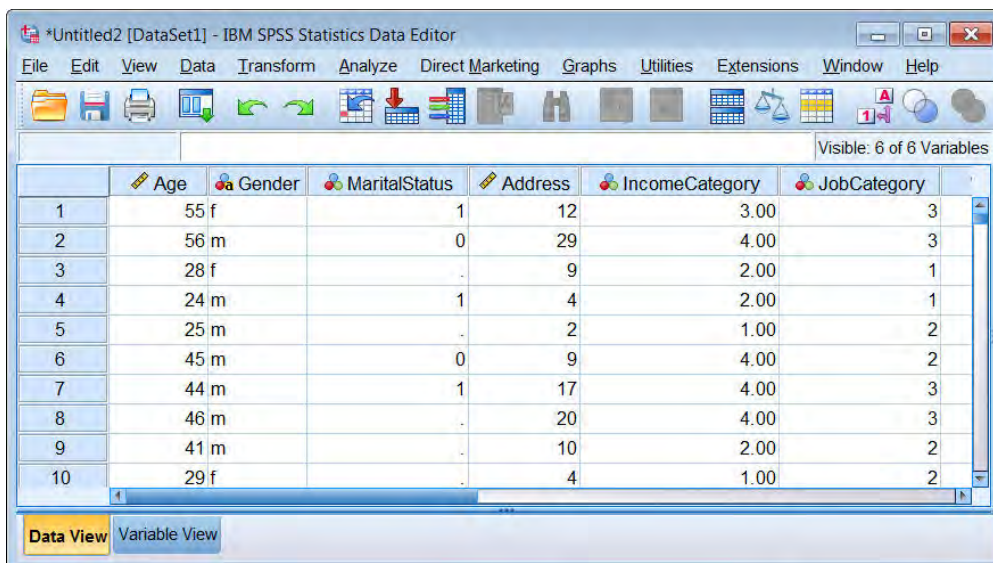 *Untitled2 [DataSet1] - IBM SPSS Statistics Data Editor
File Edit View Data Transform Analyze Direct Marketing Graphs Utilities Extensions Window Help
Visible: 6 of 6 Variables
Age Gender MaritalStatus Address IncomeCategory JobCategory
1 55 f 1 12 3.00 3
2 56 m 0 29 4.00 3
3 28 f . 9 2.00 1
4 24 m 1 4 2.00 1
5 25 m . 2 1.00 2
6 45 m 0 9 4.00 2
7 44 m 1 17 4.00 3
8 46 m . 20 4.00 3
9 41 m . 10 2.00 2
10 29 f . 4 1.00 2
Data View Variable View